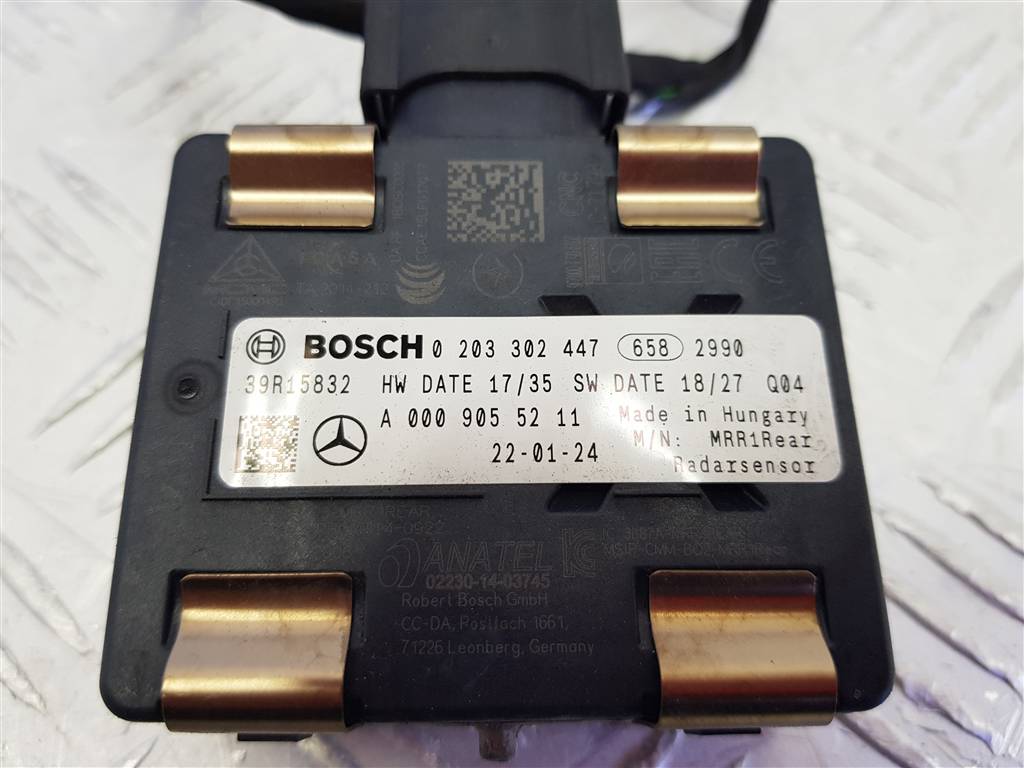 BOSCH 0 203 302 447 658 2990
39R15832 HW DATE 17/35 SW DATE 18/27 Q04
A 000 905 52 11 Made in Hungary
22-01-24 M/N: MRR1Rear
Radarsensor
REAR
ANATEL
02230-14-03745
Robert Bosch GmbH
CC-DA, Postfach 1661,
71226 Leonberg, Germany